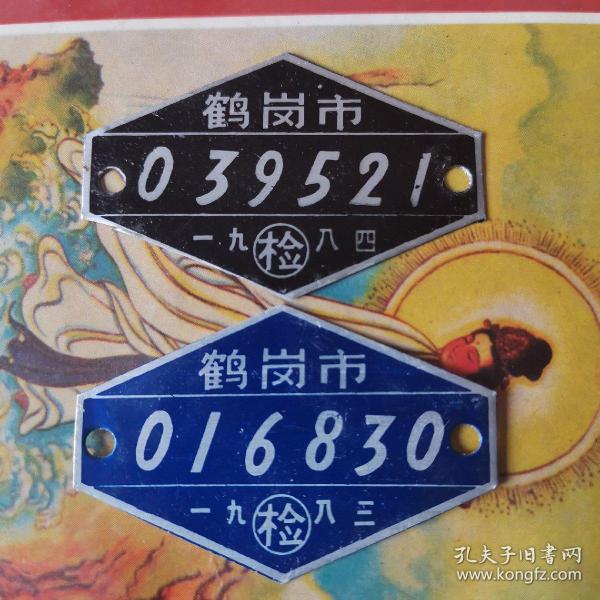 鹤岗市
039521
一九 检 八四
鹤岗市
016830
一九 检 八三
孔夫子旧书网
www.kongfz.com